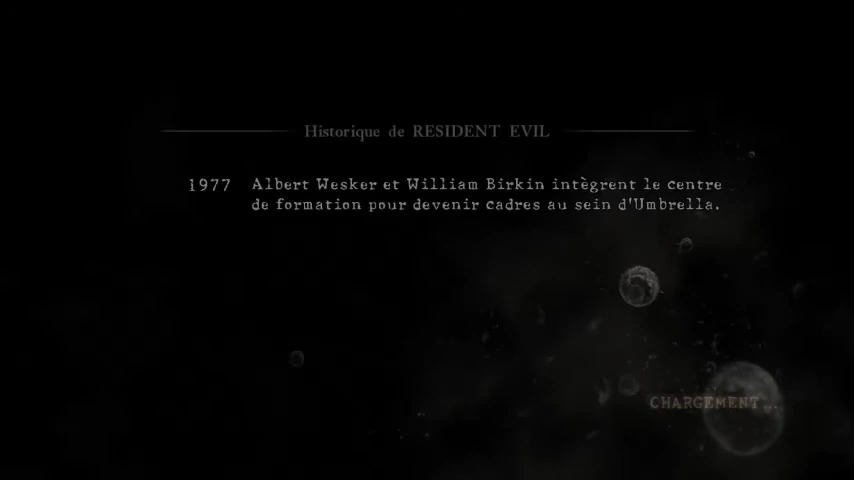 Historique de RESIDENT EVIL
1977 Albert Wesker et William Birkin intègrent le centre
de formation pour devenir cadres au sein d'Umbrella.
CHARGEMENT...